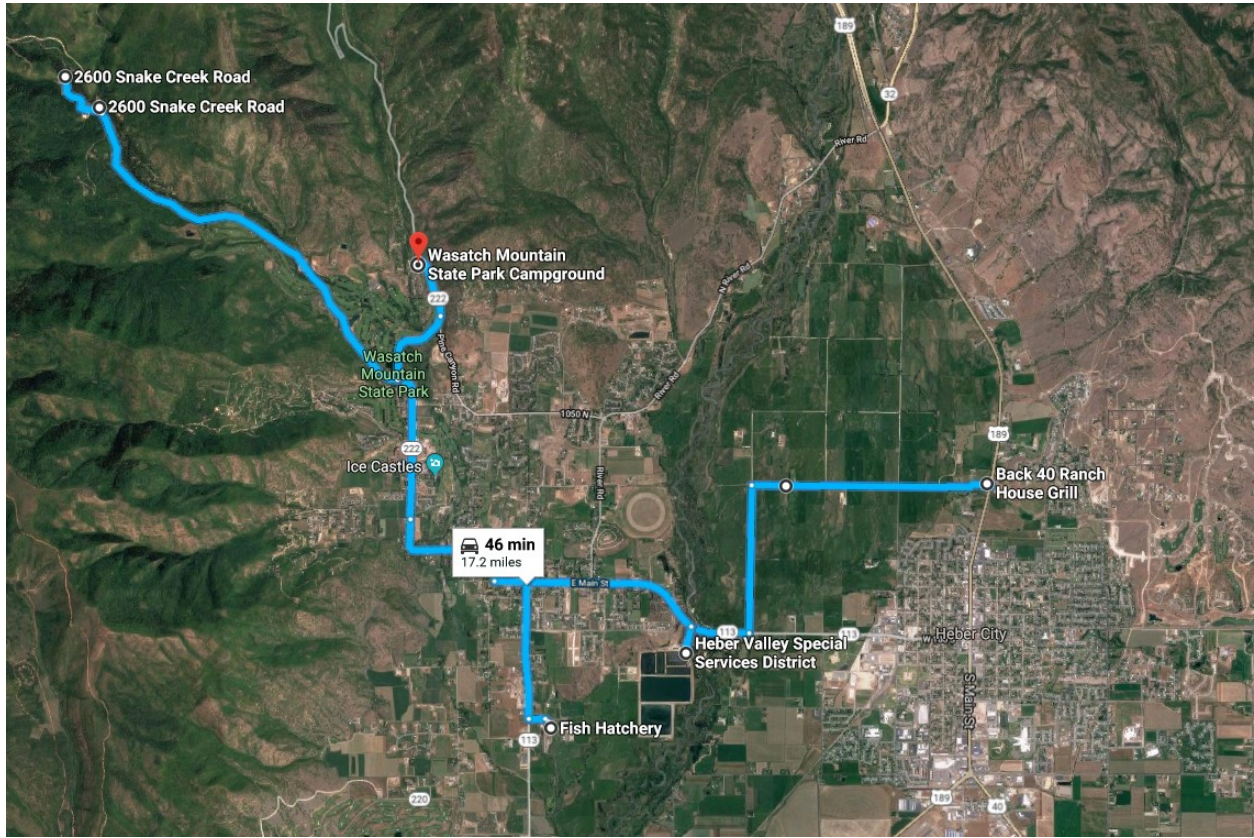 189
2600 Snake Creek Road
32
2600 Snake Creek Road
River Rd
Wasatch Mountain
State Park Campground
N River Rd
222
Pine Canyon Rd
Wasatch
Mountain
State Park
River Rd
1050 N
189
222
Ice Castles
River Rd
Back 40 Ranch
House Grill
46 min
17.2 miles
E Main St
113
113
Heber City
Heber Valley Special
Services District
S Main St
Fish Hatchery
113
220
189
40